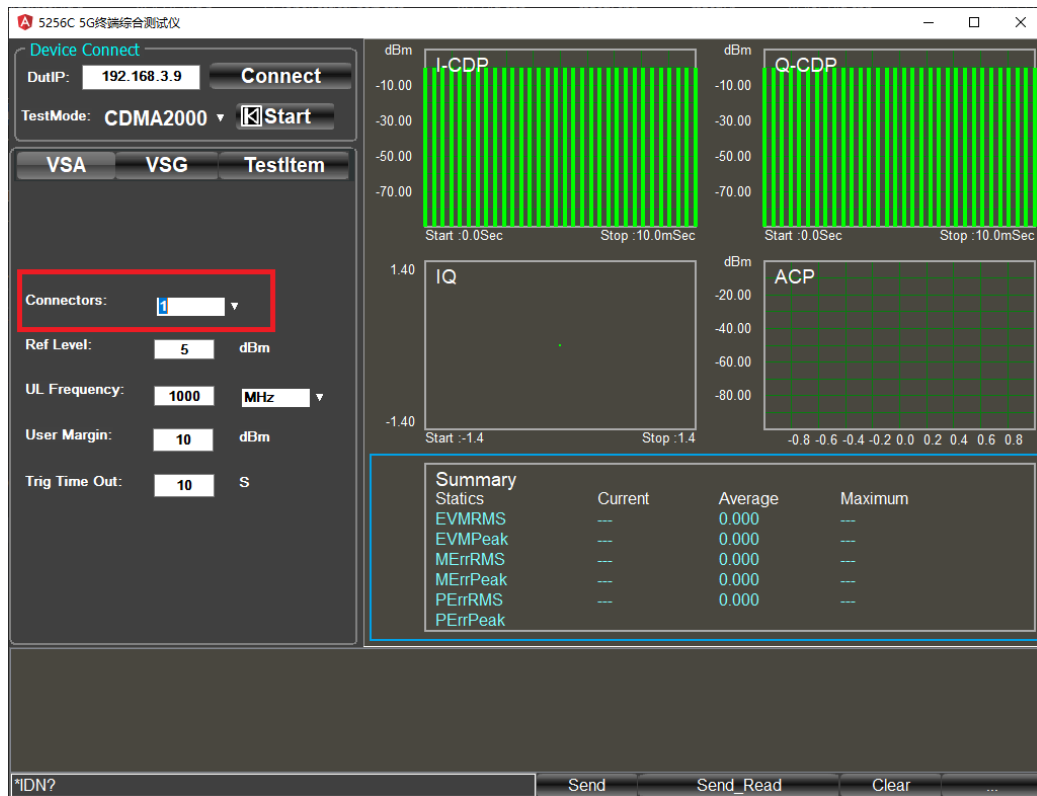 5256C 5G终端综合测试仪
Device Connect
DutIP: 192.168.3.9 Connect
TestMode: CDMA2000 Start
VSA VSG TestItem
Connectors: 1
Ref Level: 5 dBm
UL Frequency: 1000 MHz
User Margin: 10 dBm
Trig Time Out: 10 S
dBm
I-CDP
-10.00
-30.00
-50.00
-70.00
Start :0.0Sec Stop :10.0mSec
dBm
Q-CDP
-10.00
-30.00
-50.00
-70.00
Start :0.0Sec Stop :10.0mSec
1.40
IQ
-1.40
Start :-1.4 Stop :1.4
dBm
ACP
-20.00
-40.00
-60.00
-80.00
-0.8 -0.6 -0.4 -0.2 0.0 0.2 0.4 0.6 0.8
Summary
Statics Current Average Maximum
EVMRMS --- 0.000 ---
EVMPeak --- 0.000 ---
MErrRMS --- 0.000 ---
MErrPeak --- 0.000 ---
PErrRMS --- 0.000 ---
PErrPeak
*IDN? Send Send_Read Clear ...